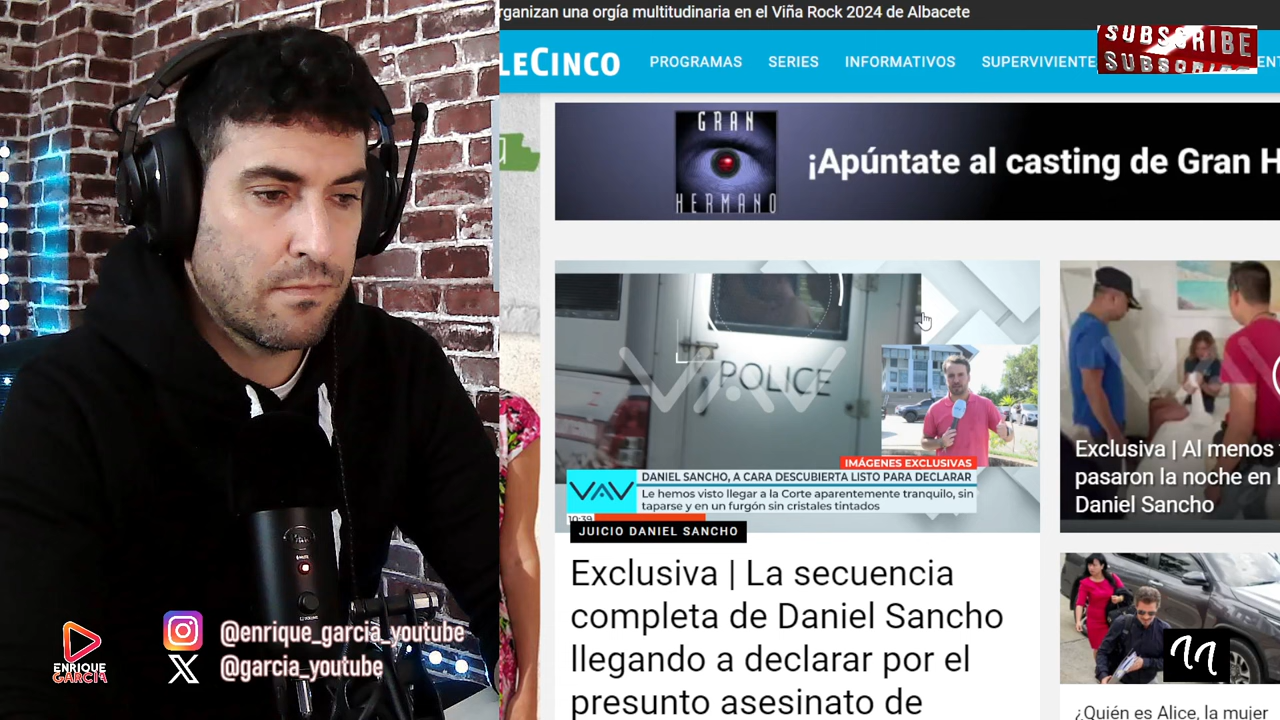 rganizan una orgía multitudinaria en el Viña Rock 2024 de Albacete
LECINCO
PROGRAMAS
SERIES
INFORMATIVOS
SUPERVIVIENTE
SUBSCRIBE
SUBSCRIBE
GRAN
HERMANO
¡Apúntate al casting de Gran H
POLICE
VAV
IMÁGENES EXCLUSIVAS
DANIEL SANCHO, A CARA DESCUBIERTA LISTO PARA DECLARAR
VAV
Le hemos visto llegar a la Corte aparentemente tranquilo, sin
taparse y en un furgón sin cristales tintados
10:39
JUICIO DANIEL SANCHO
Exclusiva | La secuencia
completa de Daniel Sancho
llegando a declarar por el
presunto asesinato de
Exclusiva | Al menos
pasaron la noche en
Daniel Sancho
¿Quién es Alice, la mujer
ENRIQUE
GARCIA
@enrique_garcia_youtube
@garcia_youtube